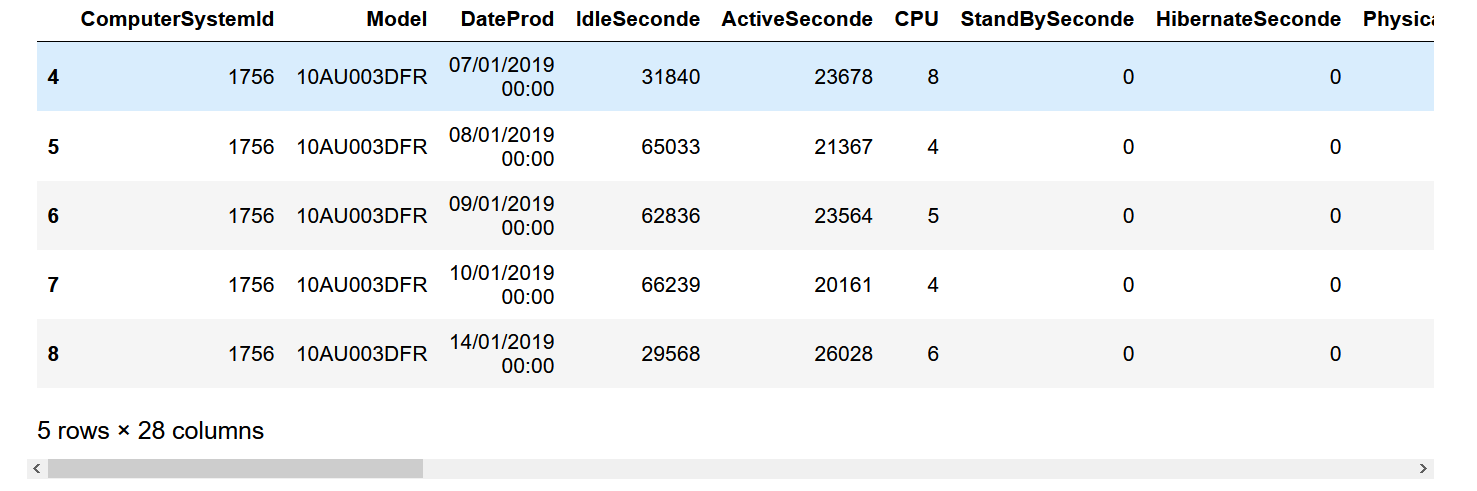 ComputerSystemId Model DateProd IdleSeconde ActiveSeconde CPU StandBySeconde HibernateSeconde
4 1756 10AU003DFR 07/01/2019 00:00 31840 23678 8 0 0
5 1756 10AU003DFR 08/01/2019 00:00 65033 21367 4 0 0
6 1756 10AU003DFR 09/01/2019 00:00 62836 23564 5 0 0
7 1756 10AU003DFR 10/01/2019 00:00 66239 20161 4 0 0
8 1756 10AU003DFR 14/01/2019 00:00 29568 26028 6 0 0
5 rows × 28 columns